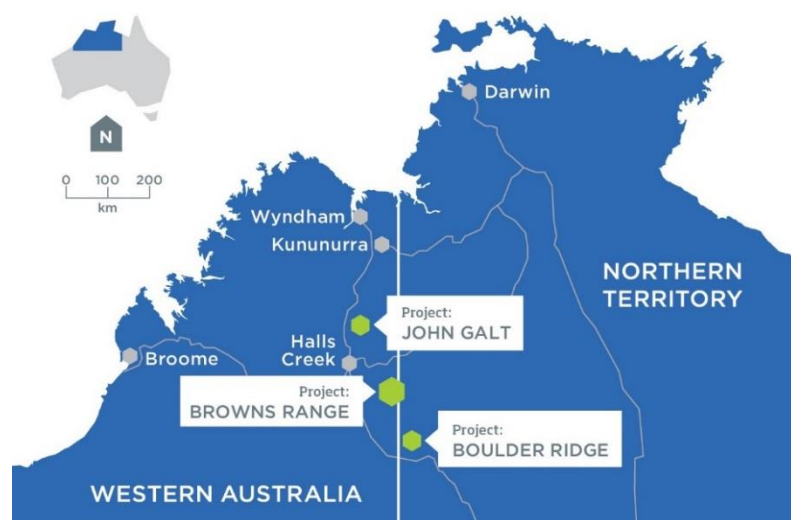 Darwin
N
0 100 200
km
Wyndham
Kununurra
NORTHERN
TERRITORY
Project:
JOHN GALT
Halls
Creek
Broome
Project:
BROWNS RANGE
Project:
BOULDER RIDGE
WESTERN AUSTRALIA